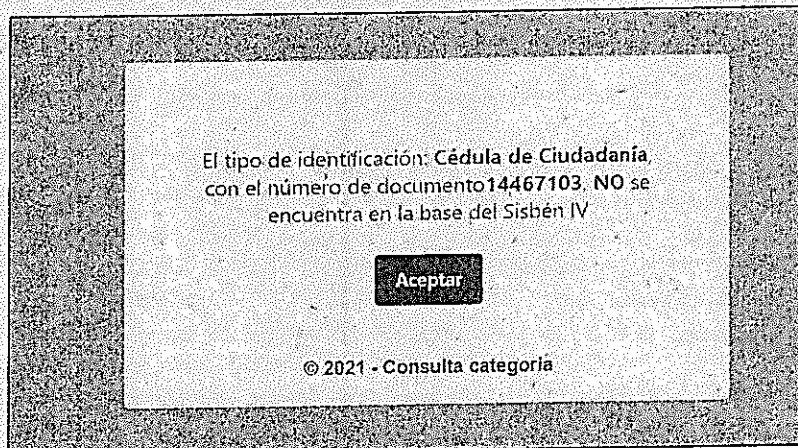 El tipo de identificación: Cédula de Ciudadanía,
con el número de documento14467103, NO se
encuentra en la base del Sisbén IV
Aceptar
© 2021 - Consulta categoria